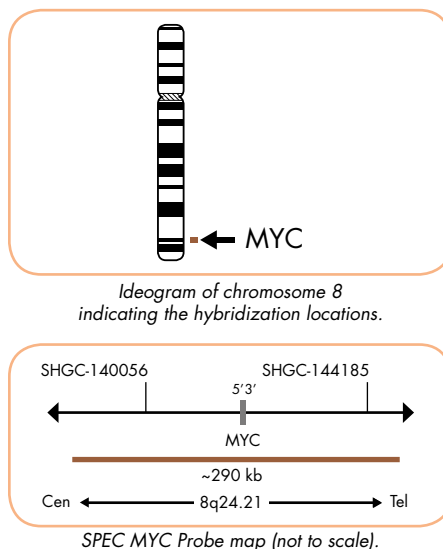 MYC
Ideogram of chromosome 8
indicating the hybridization locations.
SHGC-140056 SHGC-144185
5'3'
MYC
~290 kb
Cen 8q24.21 Tel
SPEC MYC Probe map (not to scale).